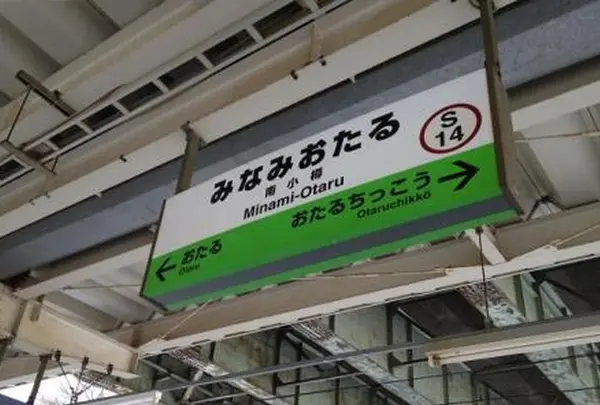 みなみおたる
南小樽
Minami-Otaru
S
14
おたるちっこう →
Otaruchikkō
← おたる
Otaru